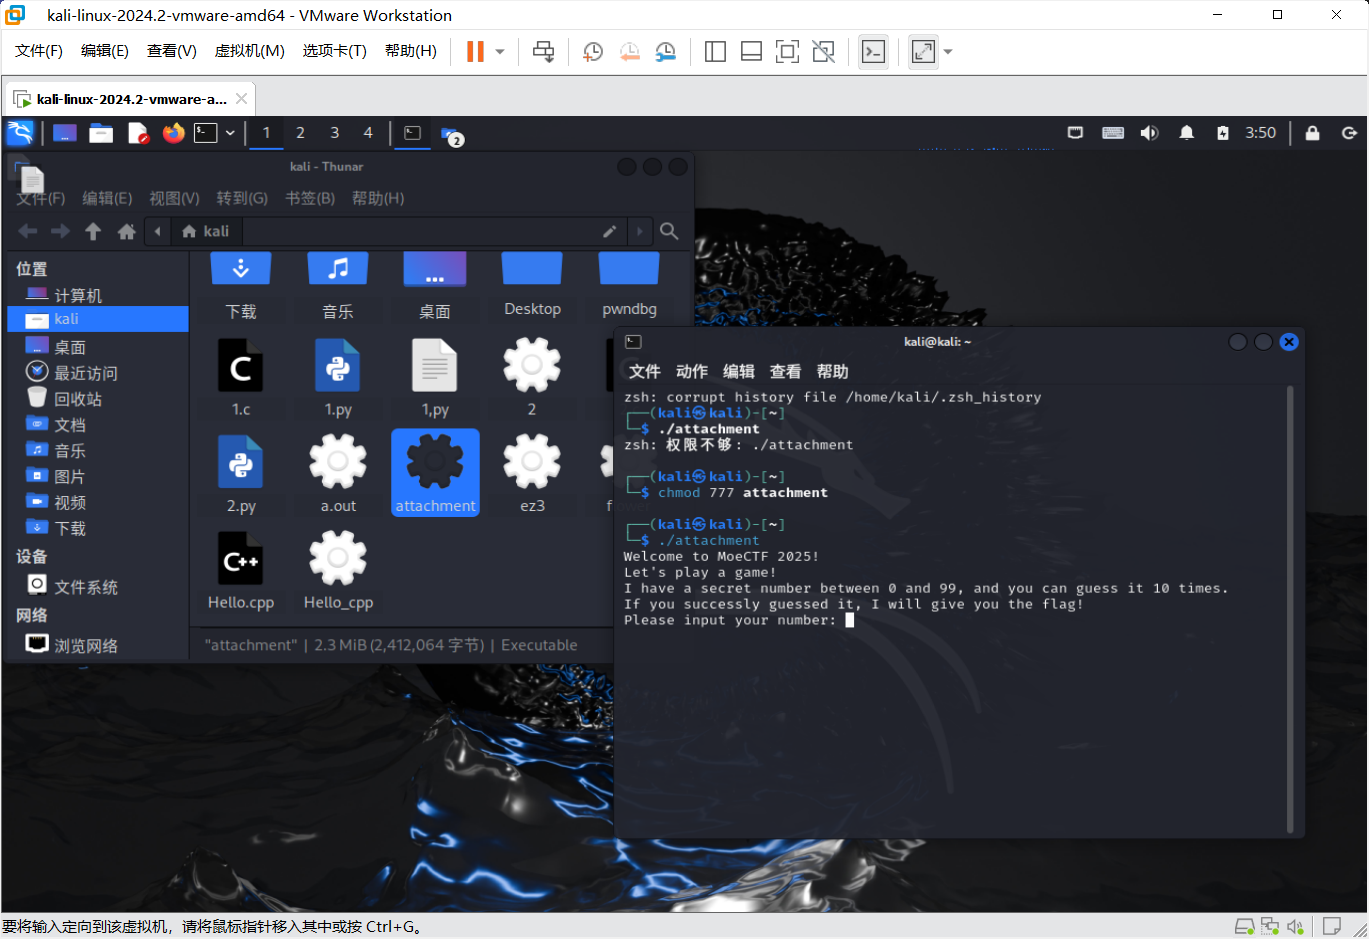 kali-linux-2024.2-vmware-amd64 - VMware Workstation
文件(F) 编辑(E) 查看(V) 虚拟机(M) 选项卡(T) 帮助(H)
kali-linux-2024.2-vmware-a...
1 2 3 4 2 3:50
kali - Thunar
文件(F) 编辑(E) 视图(V) 转到(G) 书签(B) 帮助(H)
kali
位置
计算机
kali
桌面
最近访问
回收站
文档
音乐
图片
视频
下载
设备
文件系统
网络
浏览网络
下载 音乐 桌面 Desktop pwndbg
1.c 1.py 1,py 2
2.py a.out attachment ez3
Hello.cpp Hello_cpp
"attachment" | 2.3 MiB (2,412,064 字节) | Executable
kali@kali: ~
文件 动作 编辑 查看 帮助
zsh: corrupt history file /home/kali/.zsh_history
┌──(kali㉿kali)-[~]
└─$ ./attachment
zsh: 权限不够: ./attachment
┌──(kali㉿kali)-[~]
└─$ chmod 777 attachment
┌──(kali㉿kali)-[~]
└─$ ./attachment
Welcome to MoeCTF 2025!
Let's play a game!
I have a secret number between 0 and 99, and you can guess it 10 times.
If you successly guessed it, I will give you the flag!
Please input your number:
要将输入定向到该虚拟机，请将鼠标指针移入其中或按 Ctrl+G。